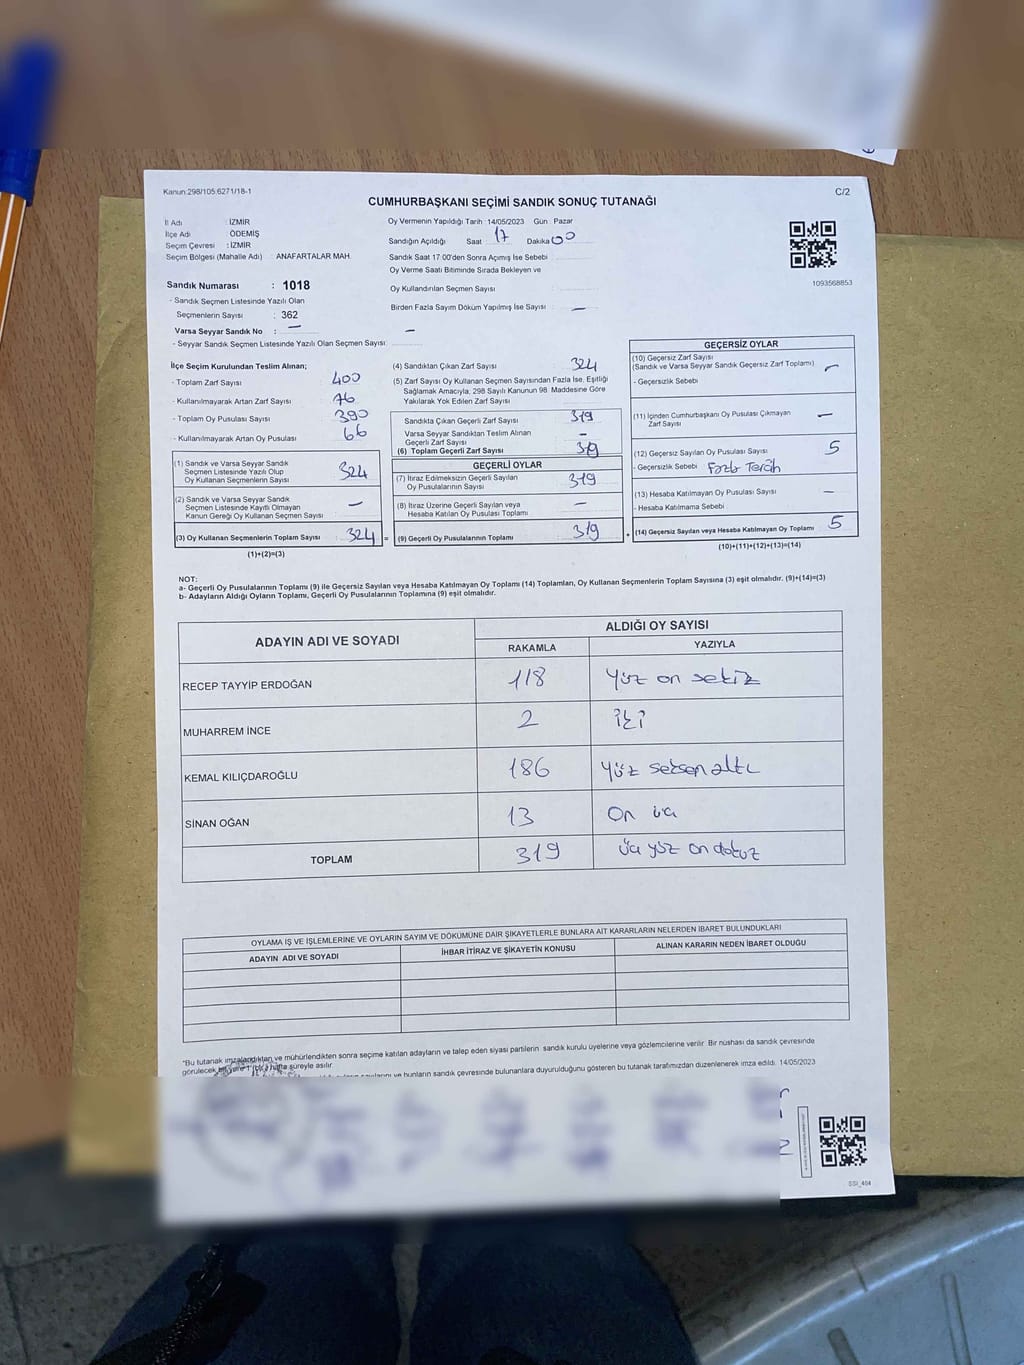 Kanun:298/105:6271/18-1
C/2
CUMHURBAŞKANI SEÇİMİ SANDIK SONUÇ TUTANAĞI
İl Adı : İZMİR
İlçe Adı : ÖDEMİŞ
Seçim Çevresi : İZMİR
Seçim Bölgesi (Mahalle Adı) : ANAFARTALAR MAH.
Sandık Numarası : 1018
- Sandık Seçmen Listesinde Yazılı Olan
Seçmenlerin Sayısı : 362
Varsa Seyyar Sandık No : —
- Seyyar Sandık Seçmen Listesinde Yazılı Olan Seçmen Sayısı: —
Oy Vermenin Yapıldığı Tarih :14/05/2023 Gün : Pazar
Sandığın Açıldığı Saat : 17 Dakika 00
Sandık Saat 17.00'den Sonra Açımış İse Sebebi
Oy Verme Saati Bitiminde Sırada Bekleyen ve
Oy Kullandırılan Seçmen Sayısı :
Birden Fazla Sayım Döküm Yapılmış İse Sayısı : —
1093568853
İlçe Seçim Kurulundan Teslim Alınan;
- Toplam Zarf Sayısı 400
- Kullanılmayarak Artan Zarf Sayısı 76
- Toplam Oy Pusulası Sayısı 390
- Kullanılmayarak Artan Oy Pusulası 66
(1) Sandık ve Varsa Seyyar Sandık
Seçmen Listesinde Yazılı Olup
Oy Kullanan Seçmenlerin Sayısı 324
(2) Sandık ve Varsa Seyyar Sandık
Seçmen Listesinde Kayıtlı Olmayan
Kanun Gereği Oy Kullanan Seçmen Sayısı —
(3) Oy Kullanan Seçmenlerin Toplam Sayısı : 324 =
(1)+(2)=(3)
(4) Sandıktan Çıkan Zarf Sayısı 324
(5) Zarf Sayısı Oy Kullanan Seçmen Sayısından Fazla İse, Eşitliği
Sağlamak Amacıyla, 298 Sayılı Kanunun 98. Maddesine Göre
Yakılarak Yok Edilen Zarf Sayısı
Sandıkta Çıkan Geçerli Zarf Sayısı 319
Varsa Seyyar Sandıktan Teslim Alınan
Geçerli Zarf Sayısı —
(6) Toplam Geçerli Zarf Sayısı 319
GEÇERLİ OYLAR
(7) İtiraz Edilmeksizin Geçerli Sayılan
Oy Pusulalarının Sayısı 319
(8) İtiraz Üzerine Geçerli Sayılan veya
Hesaba Katılan Oy Pusulası Toplamı —
(9) Geçerli Oy Pusulalarının Toplamı 319 +
GEÇERSİZ OYLAR
(10) Geçersiz Zarf Sayısı
(Sandık ve Varsa Seyyar Sandık Geçersiz Zarf Toplamı) —
- Geçersizlik Sebebi
(11) İçinden Cumhurbaşkanı Oy Pusulası Çıkmayan
Zarf Sayısı —
(12) Geçersiz Sayılan Oy Pusulası Sayısı 5
- Geçersizlik Sebebi Fazla Tercih
(13) Hesaba Katılmayan Oy Pusulası Sayısı —
- Hesaba Katılmama Sebebi
(14) Geçersiz Sayılan veya Hesaba Katılmayan Oy Toplamı 5
(10)+(11)+(12)+(13)=(14)
NOT:
a- Geçerli Oy Pusulalarının Toplamı (9) ile Geçersiz Sayılan veya Hesaba Katılmayan Oy Toplamı (14) Toplamları, Oy Kullanan Seçmenlerin Toplam Sayısına (3) eşit olmalıdır. (9)+(14)=(3)
b- Adayların Aldığı Oyların Toplamı, Geçerli Oy Pusulalarının Toplamına (9) eşit olmalıdır.
ADAYIN ADI VE SOYADI ALDIĞI OY SAYISI
RAKAMLA YAZIYLA
RECEP TAYYİP ERDOĞAN 118 Yüz on sekiz
MUHARREM İNCE 2 İki
KEMAL KILIÇDAROĞLU 186 Yüz seksen altı
SİNAN OĞAN 13 On üç
TOPLAM 319 Üç yüz on dokuz
OYLAMA İŞ VE İŞLEMLERİNE VE OYLARIN SAYIM VE DÖKÜMÜNE DAİR ŞİKAYETLERLE BUNLARA AİT KARARLARIN NELERDEN İBARET BULUNDUKLARI
ADAYIN ADI VE SOYADI İHBAR İTİRAZ VE ŞİKAYETİN KONUSU ALINAN KARARIN NEDEN İBARET OLDUĞU
*Bu tutanak imzalandıktan ve mühürlendikten sonra seçime katılan adayların ve talep eden siyasi partilerin sandık kurulu üyelerine veya gözlemcilerine verilir. Bir nüshası da sandık çevresinde
görülecek bir yere 1 (bir) hafta süreyle asılır.
ve bunların sandık çevresinde bulunanlara duyurulduğunu gösteren bu tutanak tarafımızdan düzenlenerek imza edildi. 14/05/2023
SSI_404